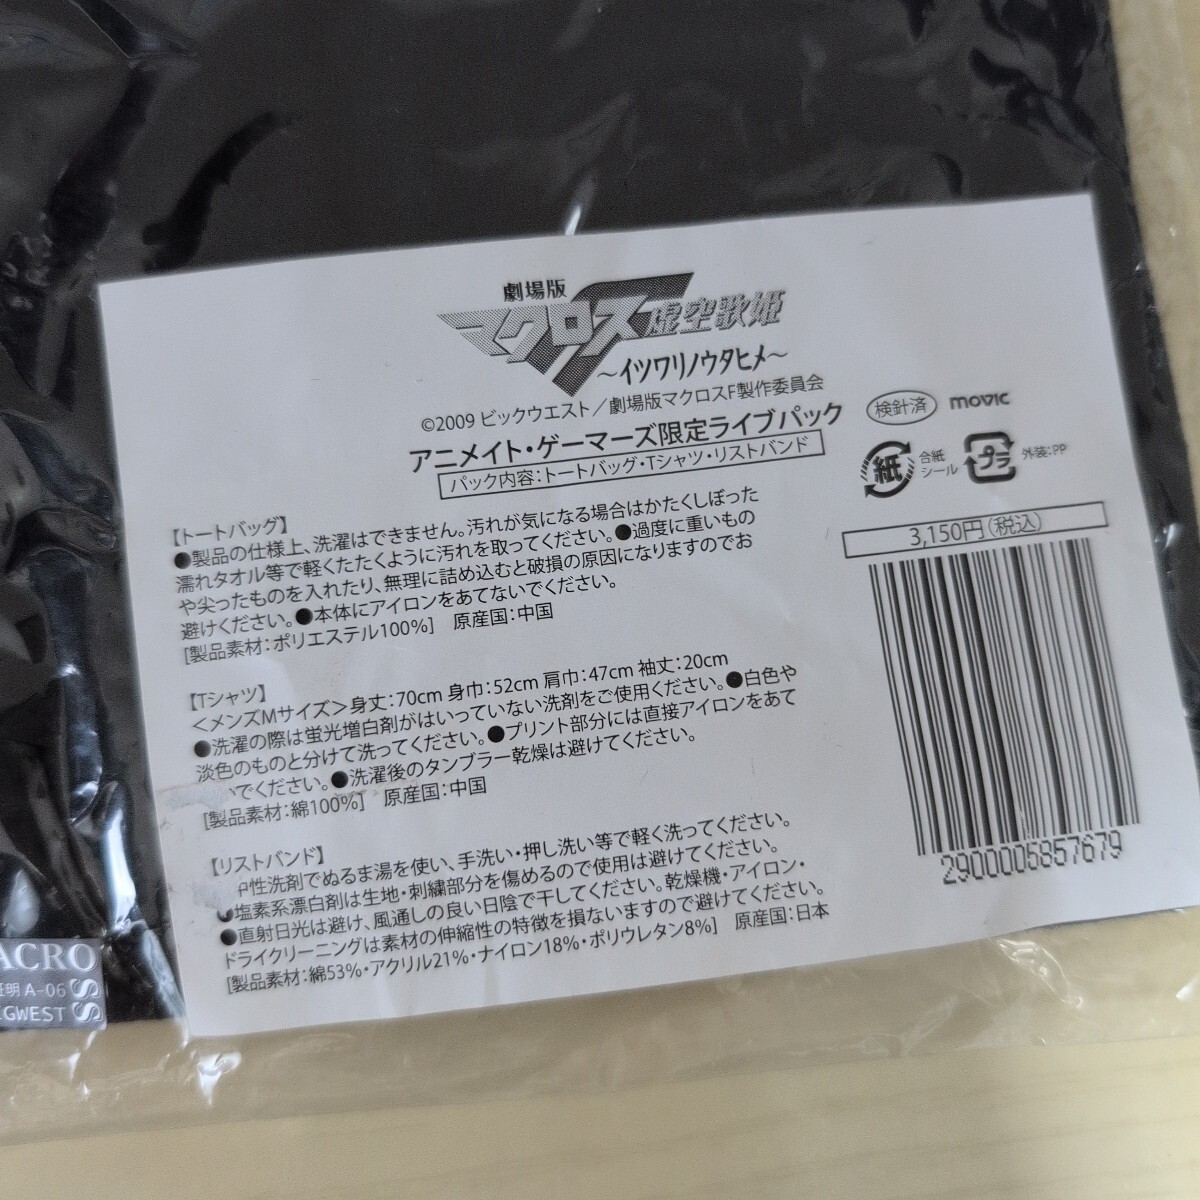 劇場版
マクロスF 虚空歌姫
～イツワリノウタヒメ～
©2009 ビックウエスト／劇場版マクロスF製作委員会
アニメイト・ゲーマーズ限定ライブパック
パック内容:トートバッグ・Tシャツ・リストバンド
検針済
movic
紙
合紙
シール
プラ
外装:PP
3,150円(税込)
2900005857679
【トートバッグ】
●製品の仕様上、洗濯はできません。汚れが気になる場合はかたくしぼった
濡れタオル等で軽くたたくように汚れを取ってください。●過度に重いもの
や尖ったものを入れたり、無理に詰め込むと破損の原因になりますのでお
避けください。●本体にアイロンをあてないでください。
[製品素材:ポリエステル100%] 原産国:中国
【Tシャツ】
＜メンズMサイズ＞身丈:70cm 身巾:52cm 肩巾:47cm 袖丈:20cm
●洗濯の際は蛍光増白剤がはいっていない洗剤をご使用ください。●白色や
淡色のものと分けて洗ってください。●プリント部分には直接アイロンをあて
いでください。●洗濯後のタンブラー乾燥は避けてください。
[製品素材:綿100%] 原産国:中国
【リストバンド】
中性洗剤でぬるま湯を使い、手洗い・押し洗い等で軽く洗ってください。
●塩素系漂白剤は生地・刺繍部分を傷めるので使用は避けてください。
●直射日光は避け、風通しの良い日陰で干してください。乾燥機・アイロン・
ドライクリーニングは素材の伸縮性の特徴を損ないますので避けてください。
[製品素材:綿53%・アクリル21%・ナイロン18%・ポリウレタン8%] 原産国:日本
ACROSS
証明 A-06
IGWEST